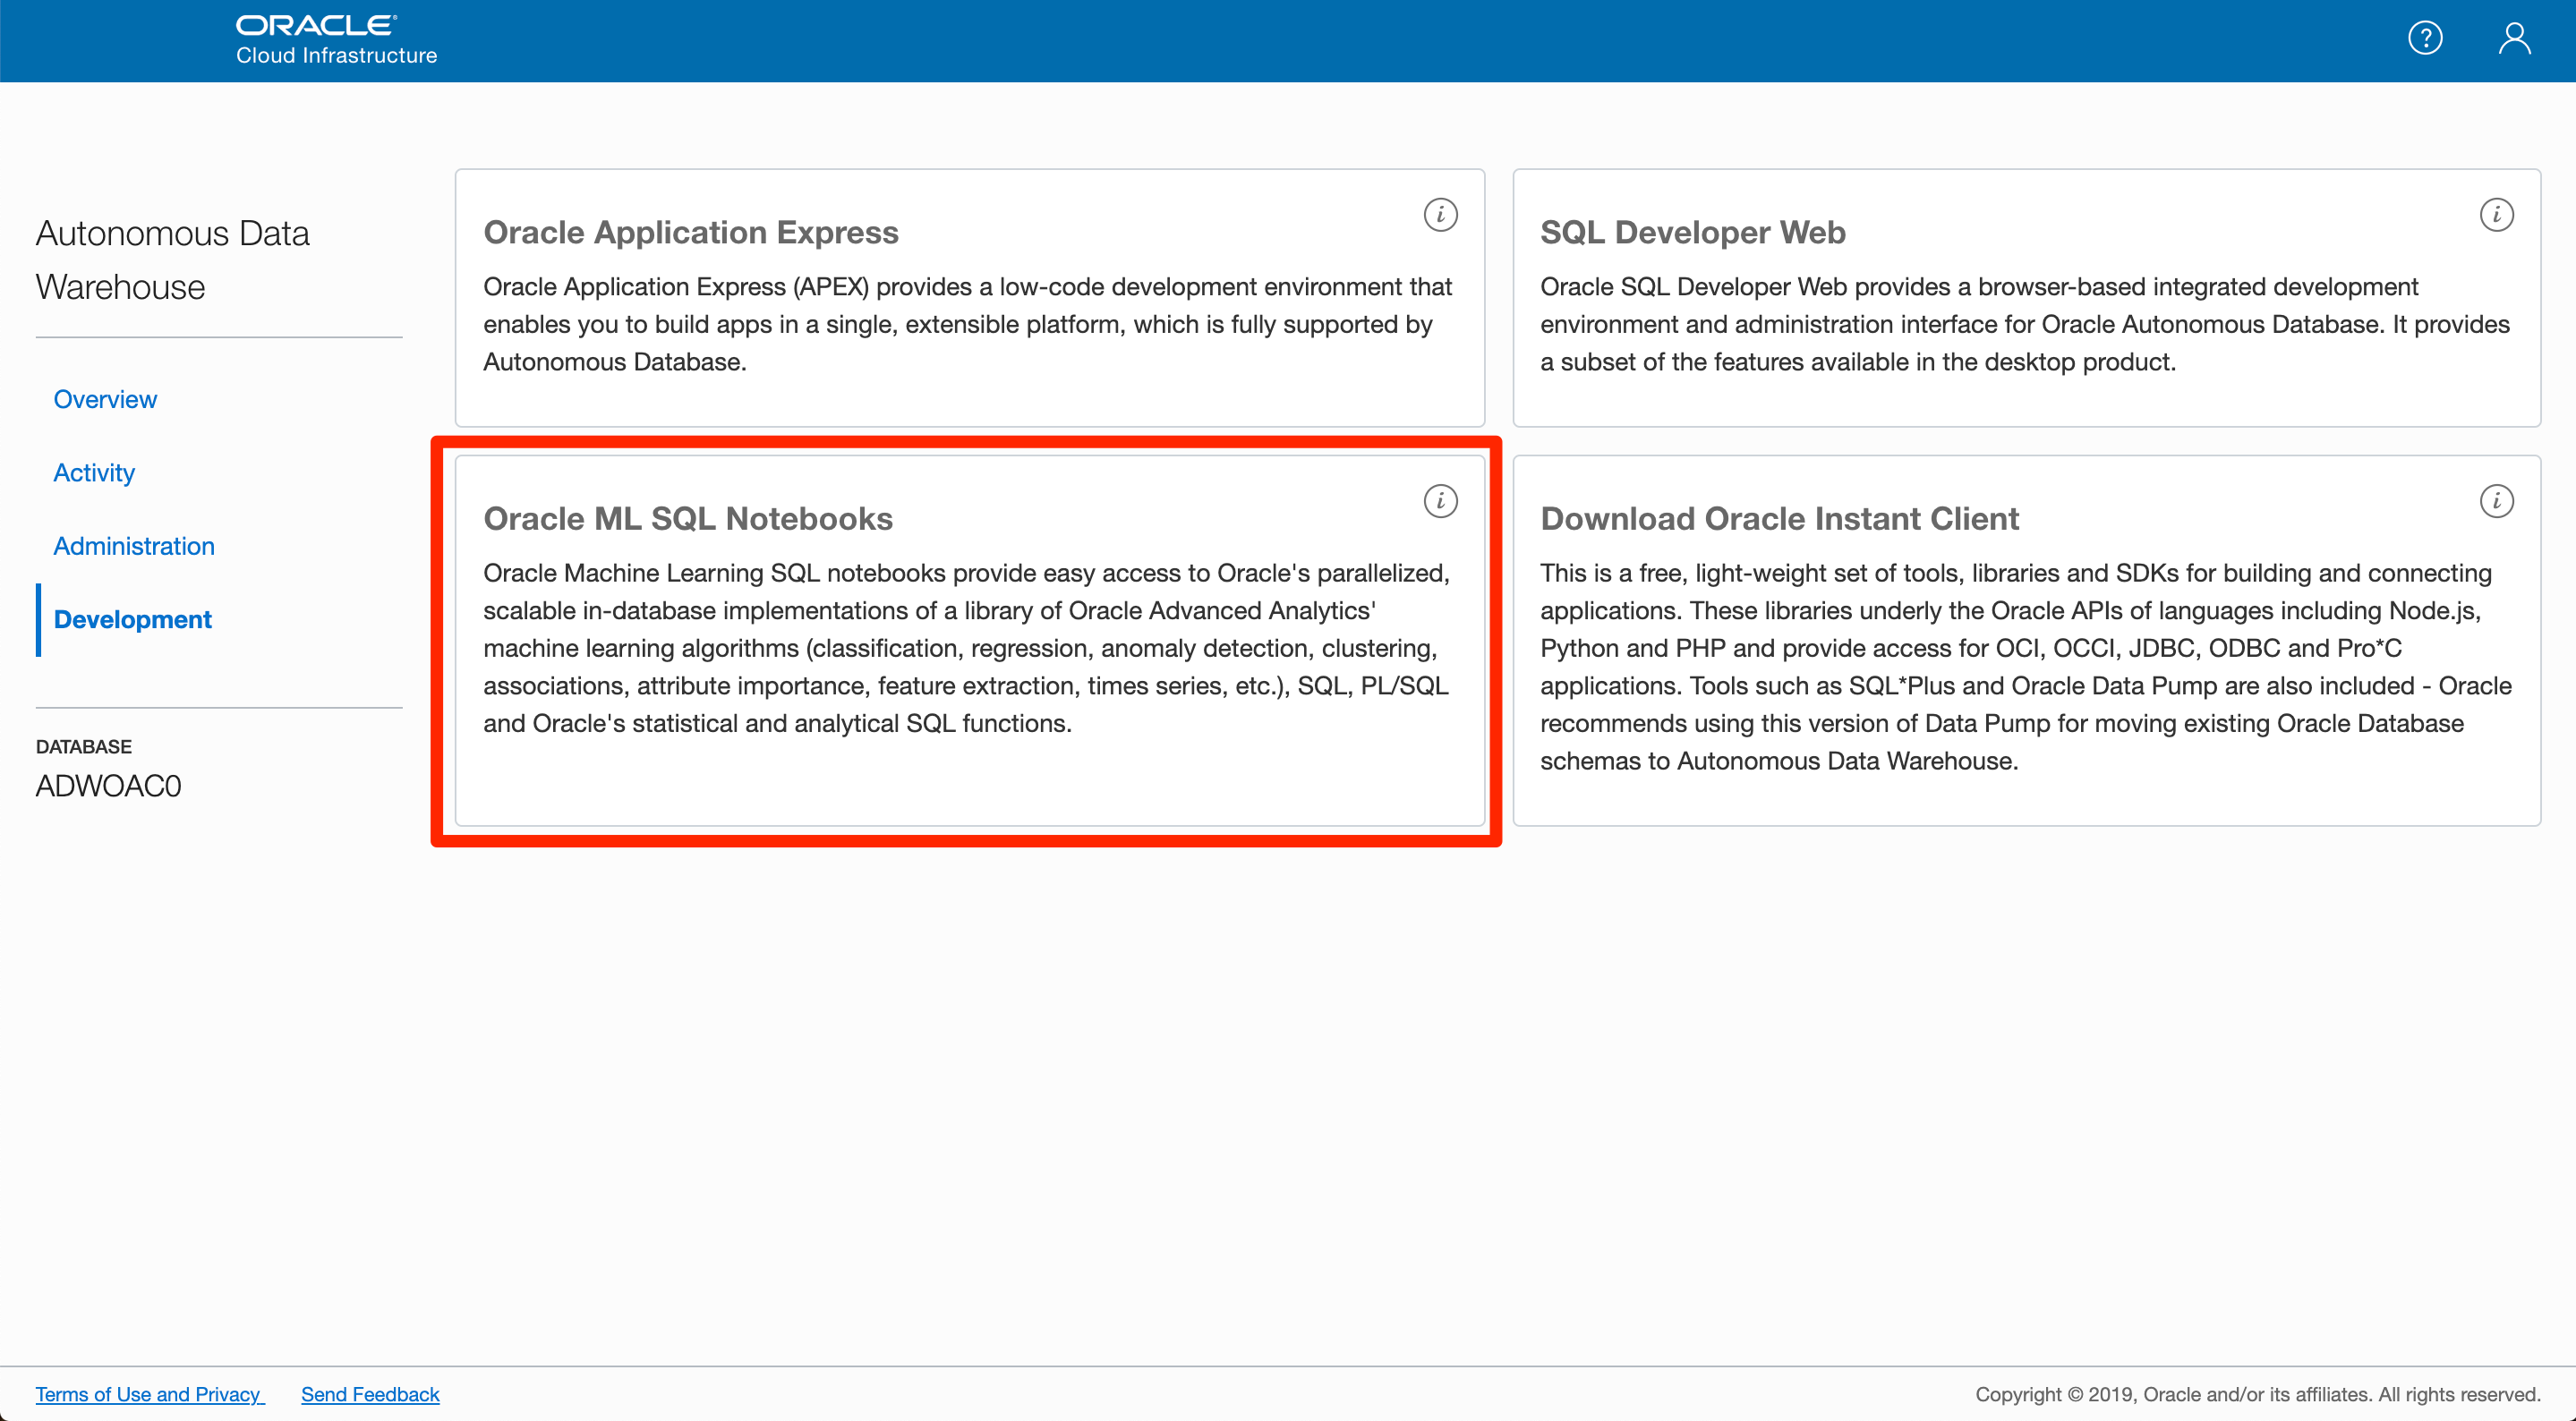 ORACLE
Cloud Infrastructure
?
Autonomous Data
Warehouse
Overview
Activity
Administration
Development
DATABASE
ADWOAC0
Oracle Application Express
i
Oracle Application Express (APEX) provides a low-code development environment that
enables you to build apps in a single, extensible platform, which is fully supported by
Autonomous Database.
SQL Developer Web
i
Oracle SQL Developer Web provides a browser-based integrated development
environment and administration interface for Oracle Autonomous Database. It provides
a subset of the features available in the desktop product.
Oracle ML SQL Notebooks
i
Oracle Machine Learning SQL notebooks provide easy access to Oracle's parallelized,
scalable in-database implementations of a library of Oracle Advanced Analytics'
machine learning algorithms (classification, regression, anomaly detection, clustering,
associations, attribute importance, feature extraction, times series, etc.), SQL, PL/SQL
and Oracle's statistical and analytical SQL functions.
Download Oracle Instant Client
i
This is a free, light-weight set of tools, libraries and SDKs for building and connecting
applications. These libraries underly the Oracle APIs of languages including Node.js,
Python and PHP and provide access for OCI, OCCI, JDBC, ODBC and Pro*C
applications. Tools such as SQL*Plus and Oracle Data Pump are also included - Oracle
recommends using this version of Data Pump for moving existing Oracle Database
schemas to Autonomous Data Warehouse.
Terms of Use and Privacy
Send Feedback
Copyright © 2019, Oracle and/or its affiliates. All rights reserved.